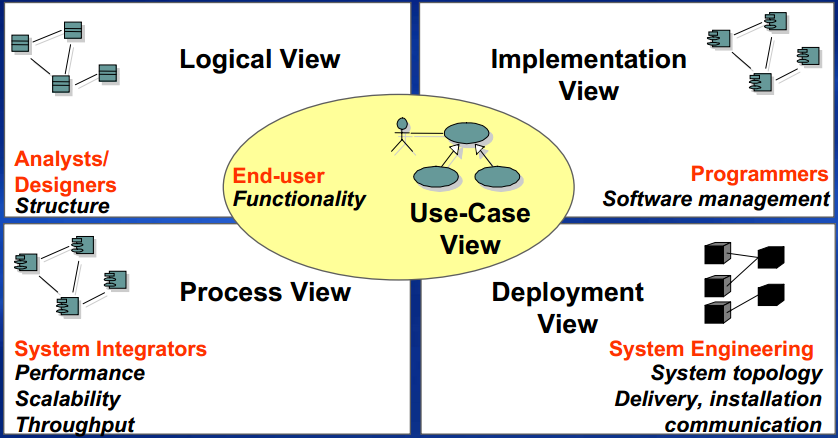 Logical View
Analysts/
Designers
Structure
Implementation
View
Programmers
Software management
End-user
Functionality
Use-Case
View
Process View
System Integrators
Performance
Scalability
Throughput
Deployment
View
System Engineering
System topology
Delivery, installation
communication